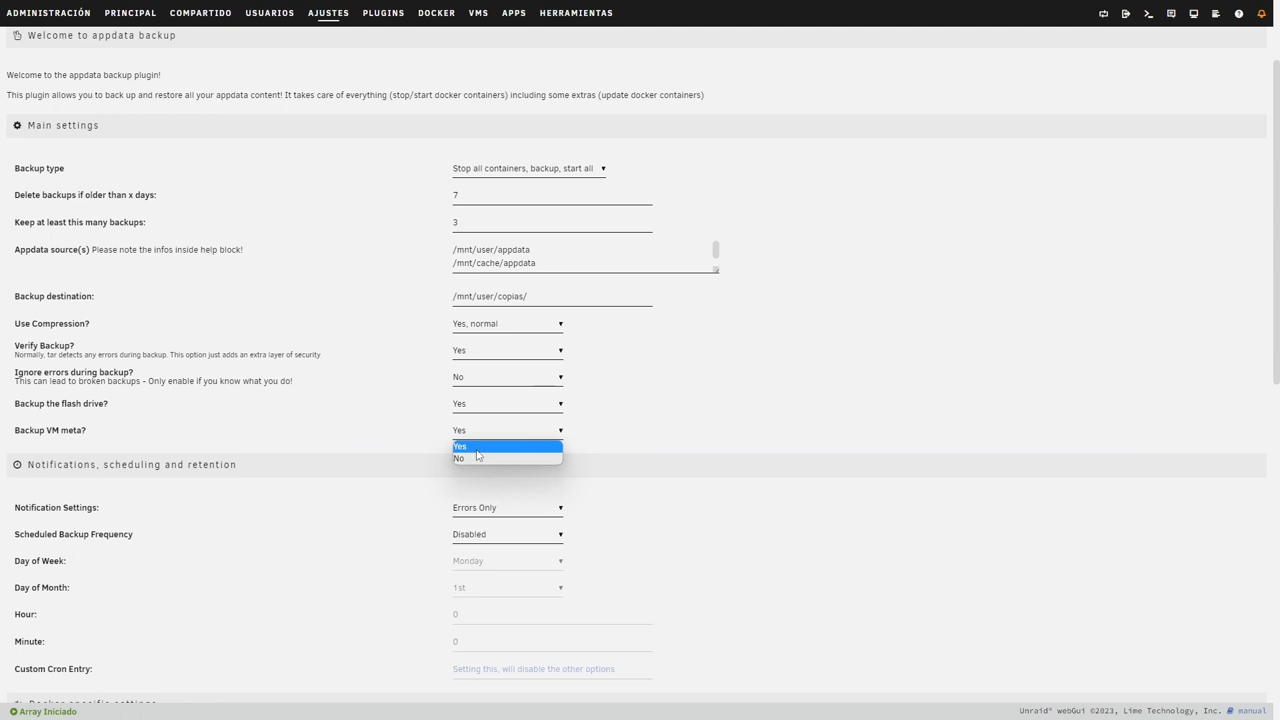 ADMINISTRACIÓN PRINCIPAL COMPARTIDO USUARIOS AJUSTES PLUGINS DOCKER VMS APPS HERRAMIENTAS
Welcome to appdata backup
Welcome to the appdata backup plugin!
This plugin allows you to back up and restore all your appdata content! It takes care of everything (stop/start docker containers) including some extras (update docker containers)
Main settings
Backup type Stop all containers, backup, start all
Delete backups if older than x days: 7
Keep at least this many backups: 3
Appdata source(s) Please note the infos inside help block! /mnt/user/appdata
/mnt/cache/appdata
Backup destination: /mnt/user/copias/
Use Compression? Yes, normal
Verify Backup? Yes
Normally, tar detects any errors during backup. This option just adds an extra layer of security
Ignore errors during backup? No
This can lead to broken backups - Only enable if you know what you do!
Backup the flash drive? Yes
Backup VM meta? Yes
Yes
No
Notifications, scheduling and retention
Notification Settings: Errors Only
Scheduled Backup Frequency Disabled
Day of Week: Monday
Day of Month: 1st
Hour: 0
Minute: 0
Custom Cron Entry: Setting this, will disable the other options
Array Iniciado Unraid® webGui ©2023, Lime Technology, Inc. manual